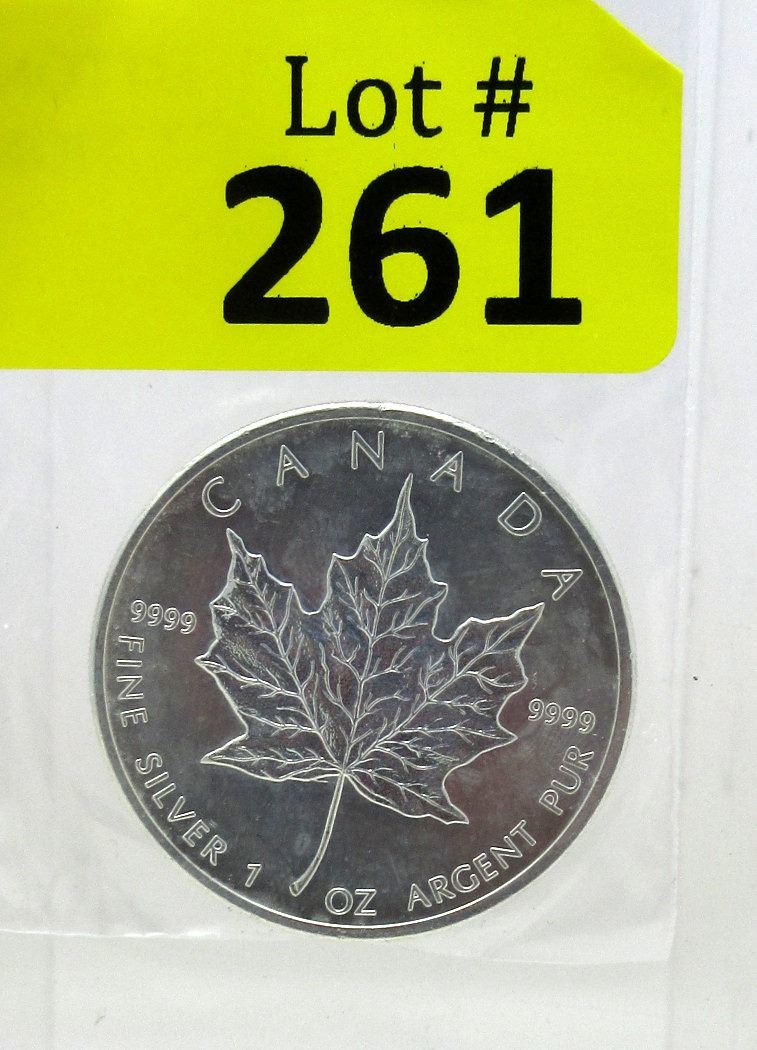 Lot #
261
CANADA
9999
9999
FINE SILVER 1 OZ ARGENT PUR